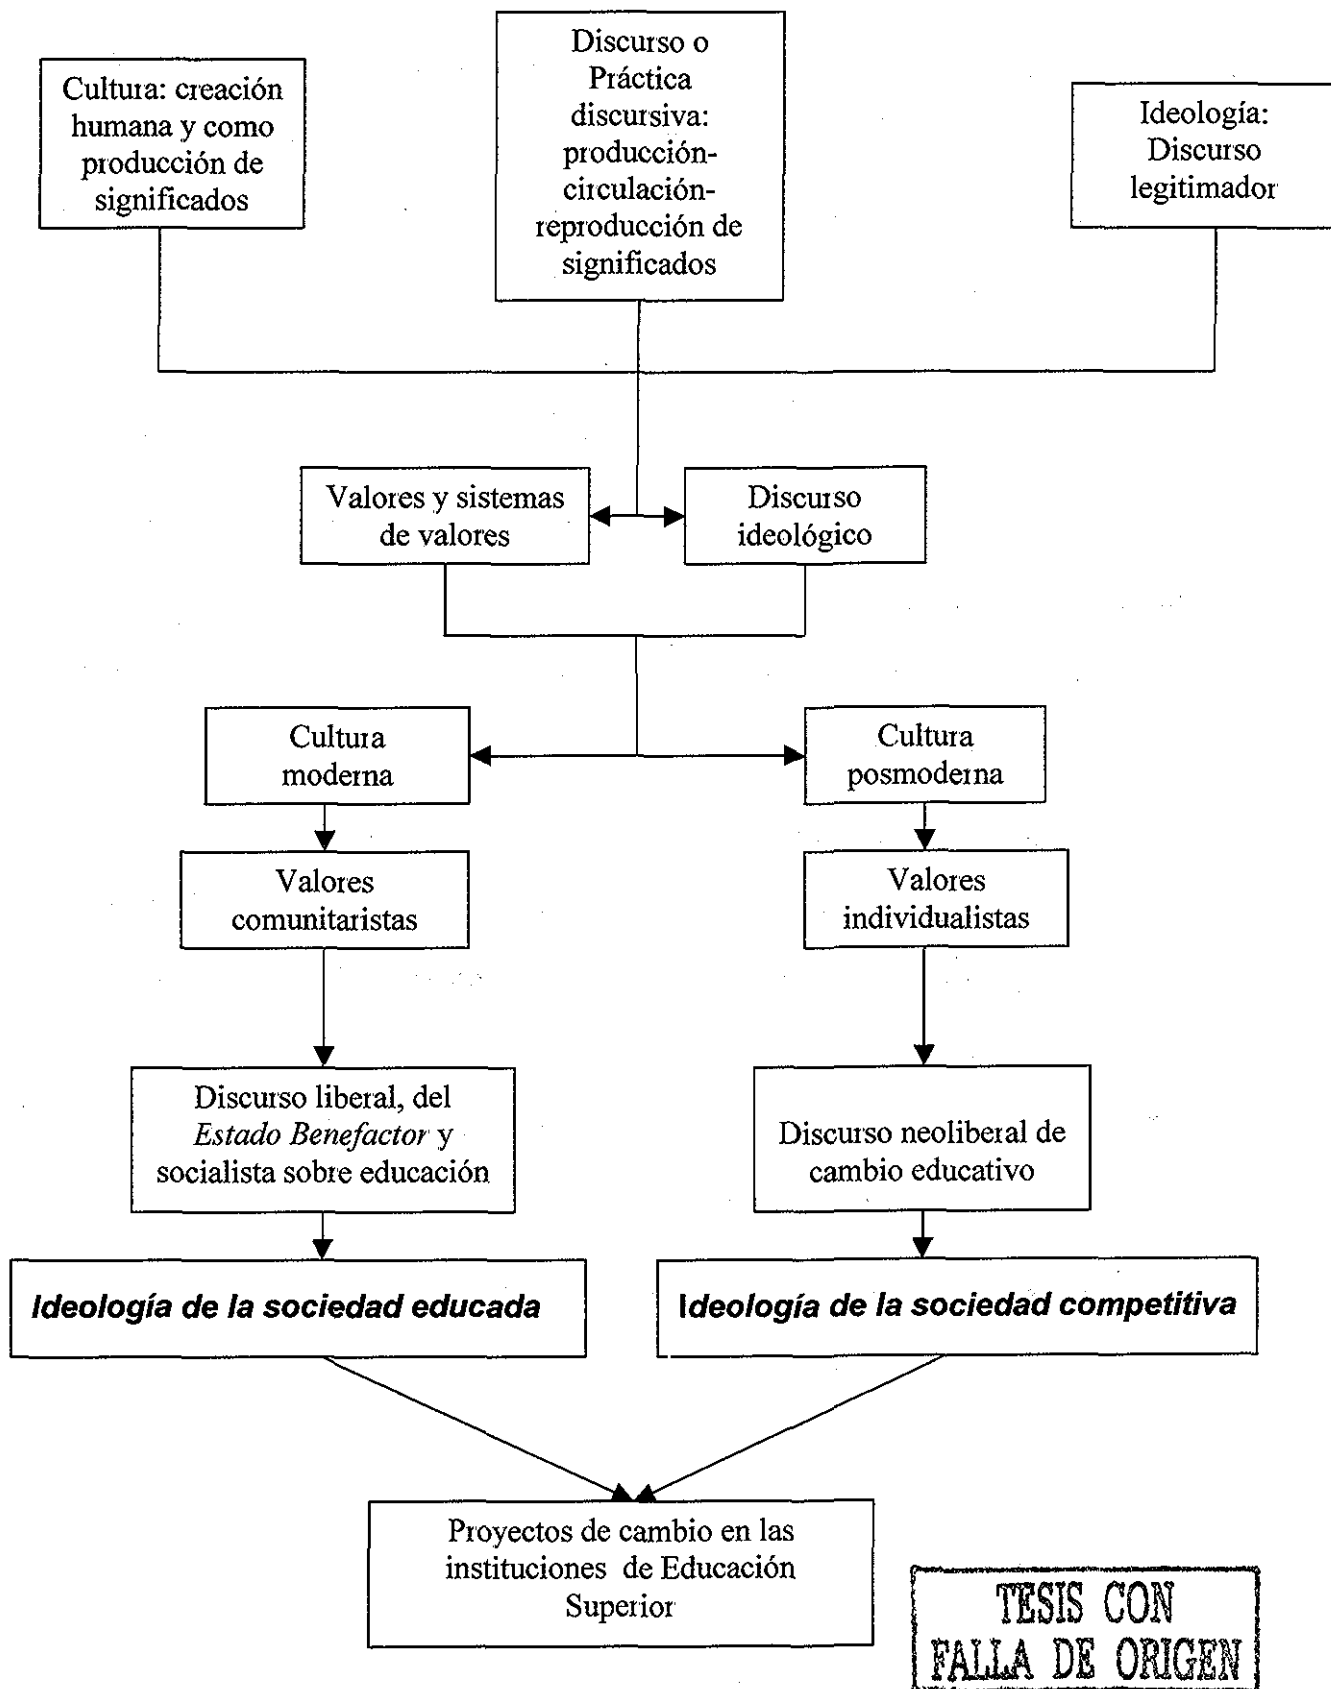 Cultura: creación
humana y como
producción de
significados
Discurso o
Práctica
discursiva:
producción-
circulación-
reproducción de
significados
Ideología:
Discurso
legitimador
Valores y sistemas
de valores
Discurso
ideológico
Cultura
moderna
Cultura
posmoderna
Valores
comunitaristas
Valores
individualistas
Discurso liberal, del
Estado Benefactor y
socialista sobre educación
Discurso neoliberal de
cambio educativo
Ideología de la sociedad educada
Ideología de la sociedad competitiva
Proyectos de cambio en las
instituciones de Educación
Superior
TESIS CON
FALLA DE ORIGEN